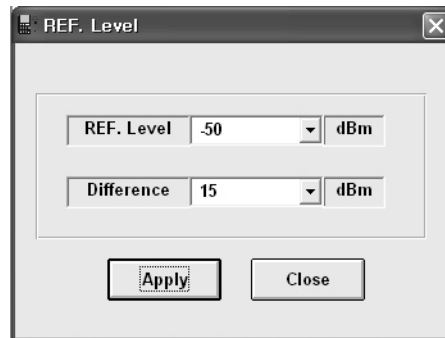 REF. Level
REF. Level -50 dBm
Difference 15 dBm
Apply Close